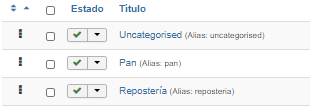 Estado Título
Uncategorised (Alias: uncategorised)
Pan (Alias: pan)
Repostería (Alias: reposteria)